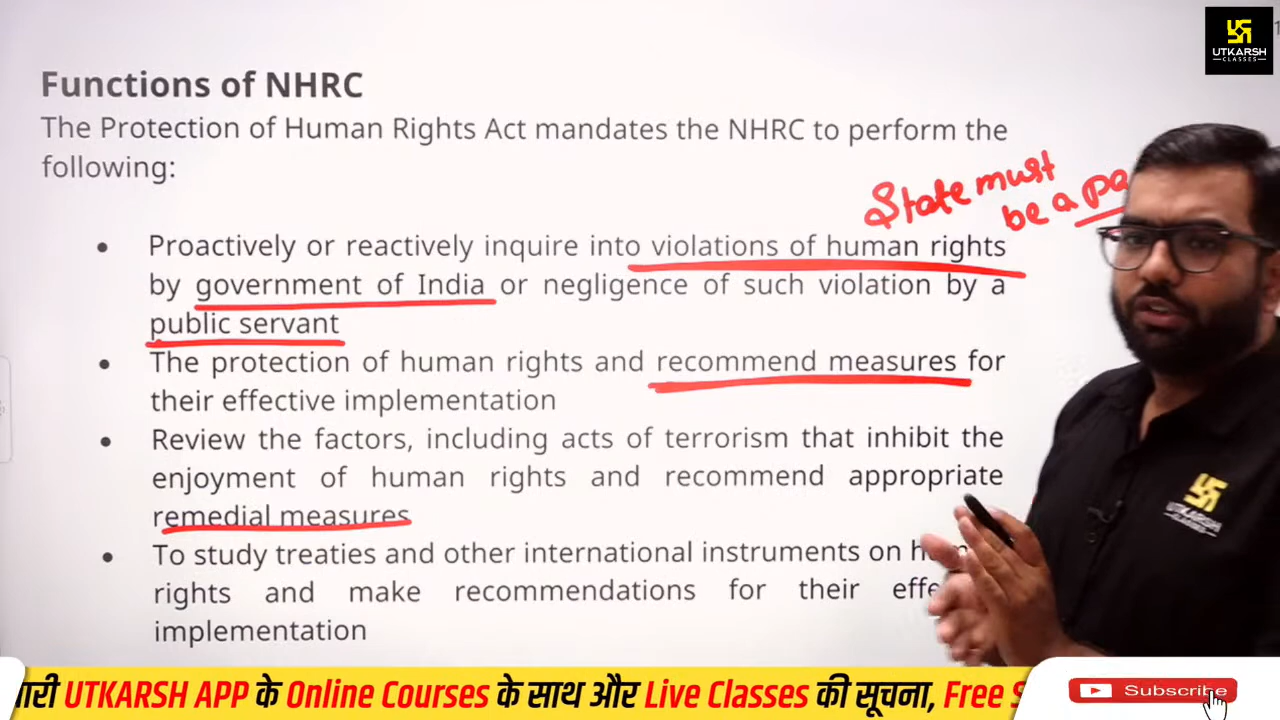 UTKARSH
CLASSES
Functions of NHRC
The Protection of Human Rights Act mandates the NHRC to perform the
following:
State must
be a
• Proactively or reactively inquire into violations of human rights
by government of India or negligence of such violation by a
public servant
• The protection of human rights and recommend measures for
their effective implementation
• Review the factors, including acts of terrorism that inhibit the
enjoyment of human rights and recommend appropriate
remedial measures
• To study treaties and other international instruments on
rights and make recommendations for their
implementation
UTKARSH
CLASSES
UTKARSH APP के Online Courses के साथ और Live Classes की सूचना, Free
Subscribe